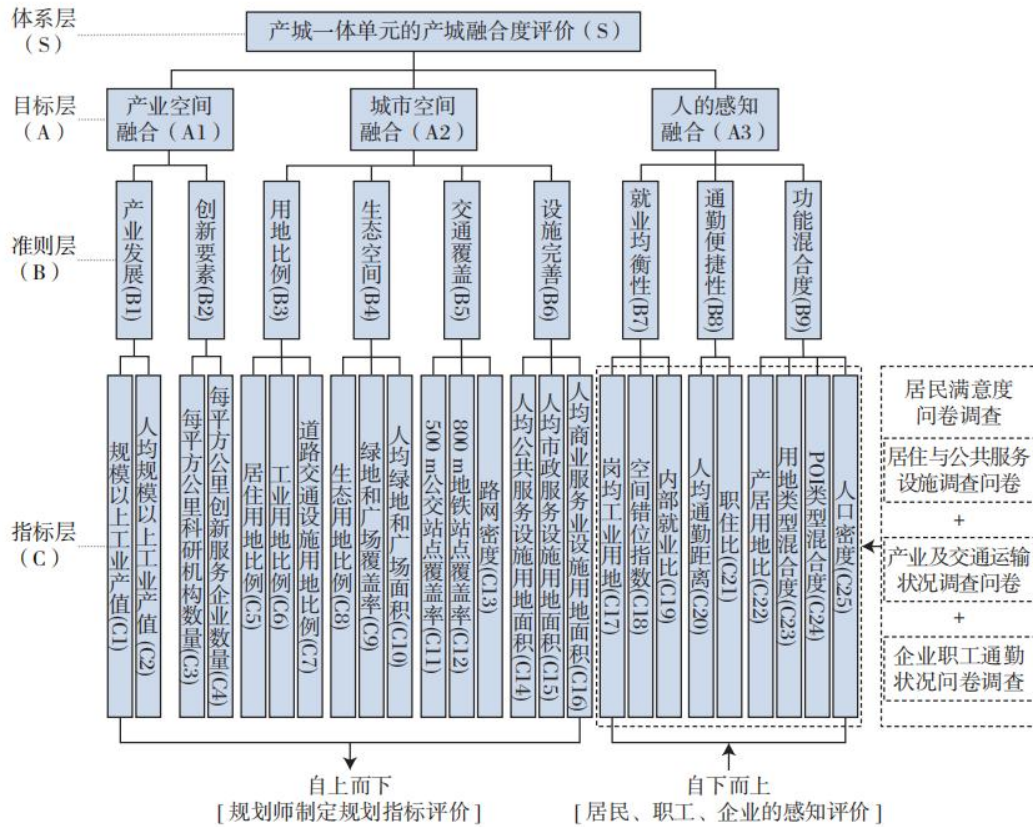 体系层
（S）
产城一体单元的产城融合度评价（S）
目标层
（A）
产业空间
融合（A1）
城市空间
融合（A2）
人的感知
融合（A3）
准则层
（B）
产业发展(B1)
创新要素(B2)
用地比例(B3)
生态空间(B4)
交通覆盖(B5)
设施完善(B6)
就业均衡性(B7)
通勤便捷性(B8)
功能混合度(B9)
指标层
（C）
规模以上工业产值(C1)
人均规模以上工业产值(C2)
每平方公里科研机构数量(C3)
每平方公里创新服务企业数量(C4)
居住用地比例(C5)
工业用地比例(C6)
道路交通设施用地比例(C7)
生态用地比例(C8)
绿地和广场覆盖率(C9)
人均绿地和广场面积(C10)
500 m公交站点覆盖率(C11)
800 m地铁站点覆盖率(C12)
路网密度(C13)
人均公共服务设施用地面积(C14)
人均市政服务设施用地面积(C15)
人均商业服务业设施用地面积(C16)
岗均工业用地(C17)
空间错位指数(C18)
内部就业比(C19)
人均通勤距离(C20)
职住比(C21)
产居用地比(C22)
用地类型混合度(C23)
POI类型混合度(C24)
人口密度(C25)
居民满意度
问卷调查
居住与公共服务
设施调查问卷
+
产业及交通运输
状况调查问卷
+
企业职工通勤
状况问卷调查
自上而下
[ 规划师制定规划指标评价 ]
自下而上
[ 居民、职工、企业的感知评价 ]